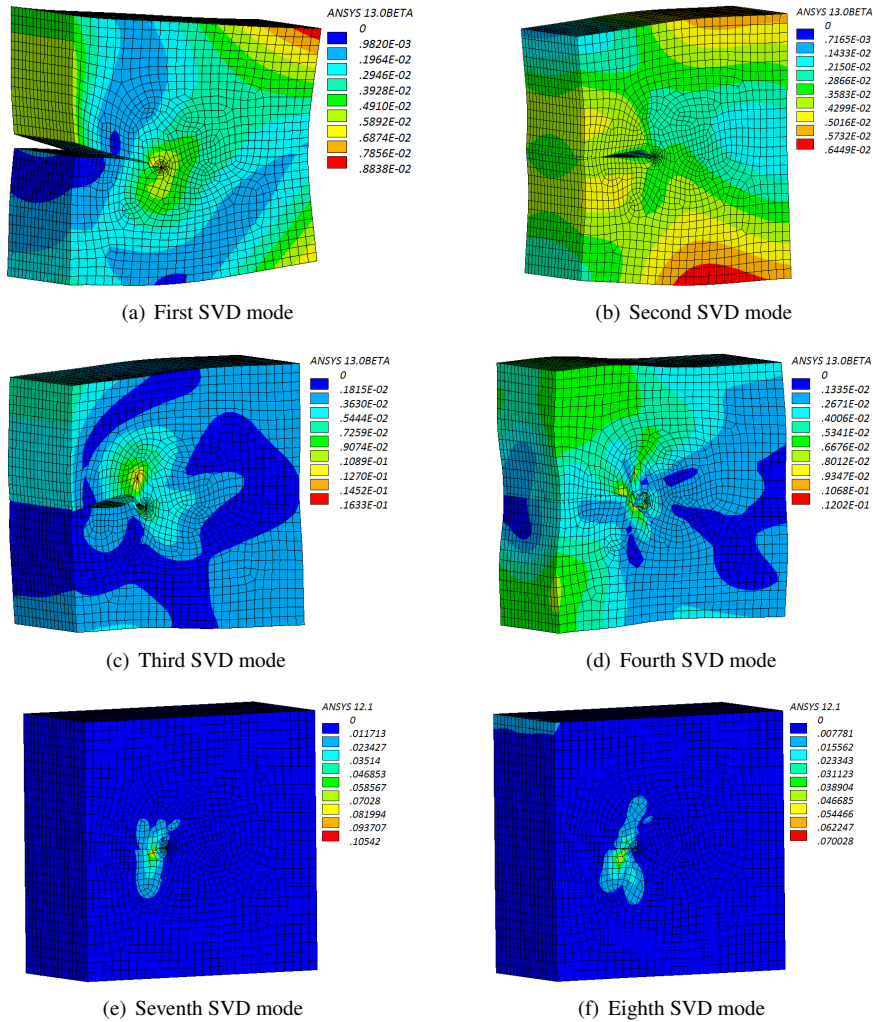 ANSYS 13.0BETA
0
.9820E-03
.1964E-02
.2946E-02
.3928E-02
.4910E-02
.5892E-02
.6874E-02
.7856E-02
.8838E-02
(a) First SVD mode
ANSYS 13.0BETA
0
.7165E-03
.1433E-02
.2150E-02
.2866E-02
.3583E-02
.4299E-02
.5016E-02
.5732E-02
.6449E-02
(b) Second SVD mode
ANSYS 13.0BETA
0
.1815E-02
.3630E-02
.5444E-02
.7259E-02
.9074E-02
.1089E-01
.1270E-01
.1452E-01
.1633E-01
(c) Third SVD mode
ANSYS 13.0BETA
0
.1335E-02
.2671E-02
.4006E-02
.5341E-02
.6676E-02
.8012E-02
.9347E-02
.1068E-01
.1202E-01
(d) Fourth SVD mode
ANSYS 12.1
0
.011713
.023427
.03514
.046853
.058567
.07028
.081994
.093707
.10542
(e) Seventh SVD mode
ANSYS 12.1
0
.007781
.015562
.023343
.031123
.038904
.046685
.054466
.062247
.070028
(f) Eighth SVD mode